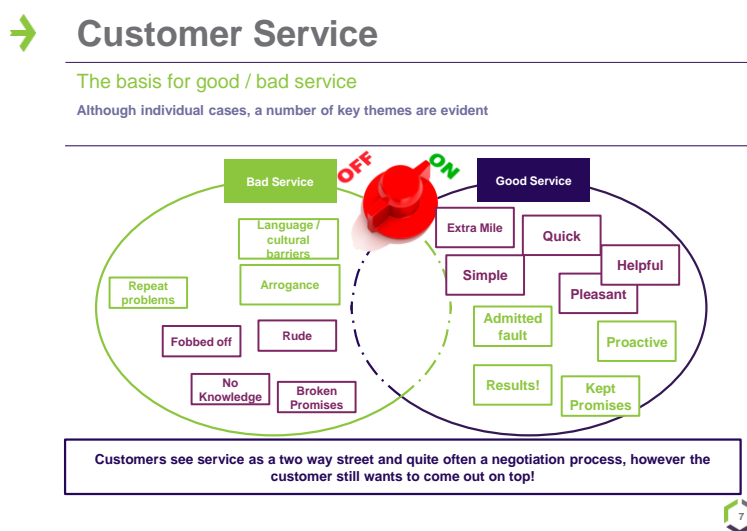 Customer Service
The basis for good / bad service
Although individual cases, a number of key themes are evident
OFF
ON
Bad Service
Good Service
Language /
cultural
barriers
Repeat
problems
Arrogance
Fobbed off
Rude
No
Knowledge
Broken
Promises
Extra Mile
Quick
Helpful
Simple
Pleasant
Admitted
fault
Proactive
Results!
Kept
Promises
Customers see service as a two way street and quite often a negotiation process, however the
customer still wants to come out on top!
7